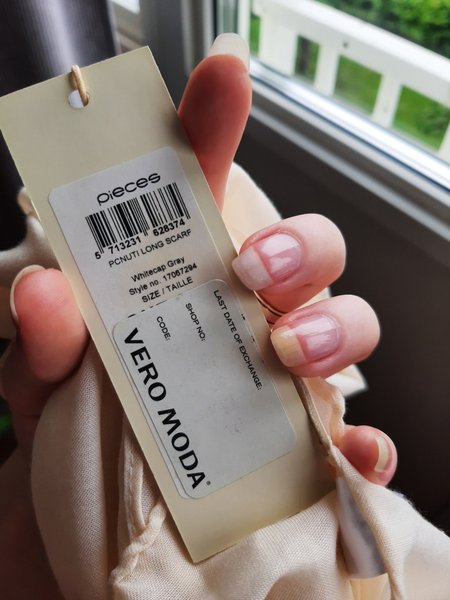 pieces
5 713231 628374
PCNUTI LONG SCARF
Whitecap Gray
Style no. 17067294
SIZE / TAILLE
LAST DATE OF EXCHANGE:
SHOP NO:
CODE:
VERO MODA®